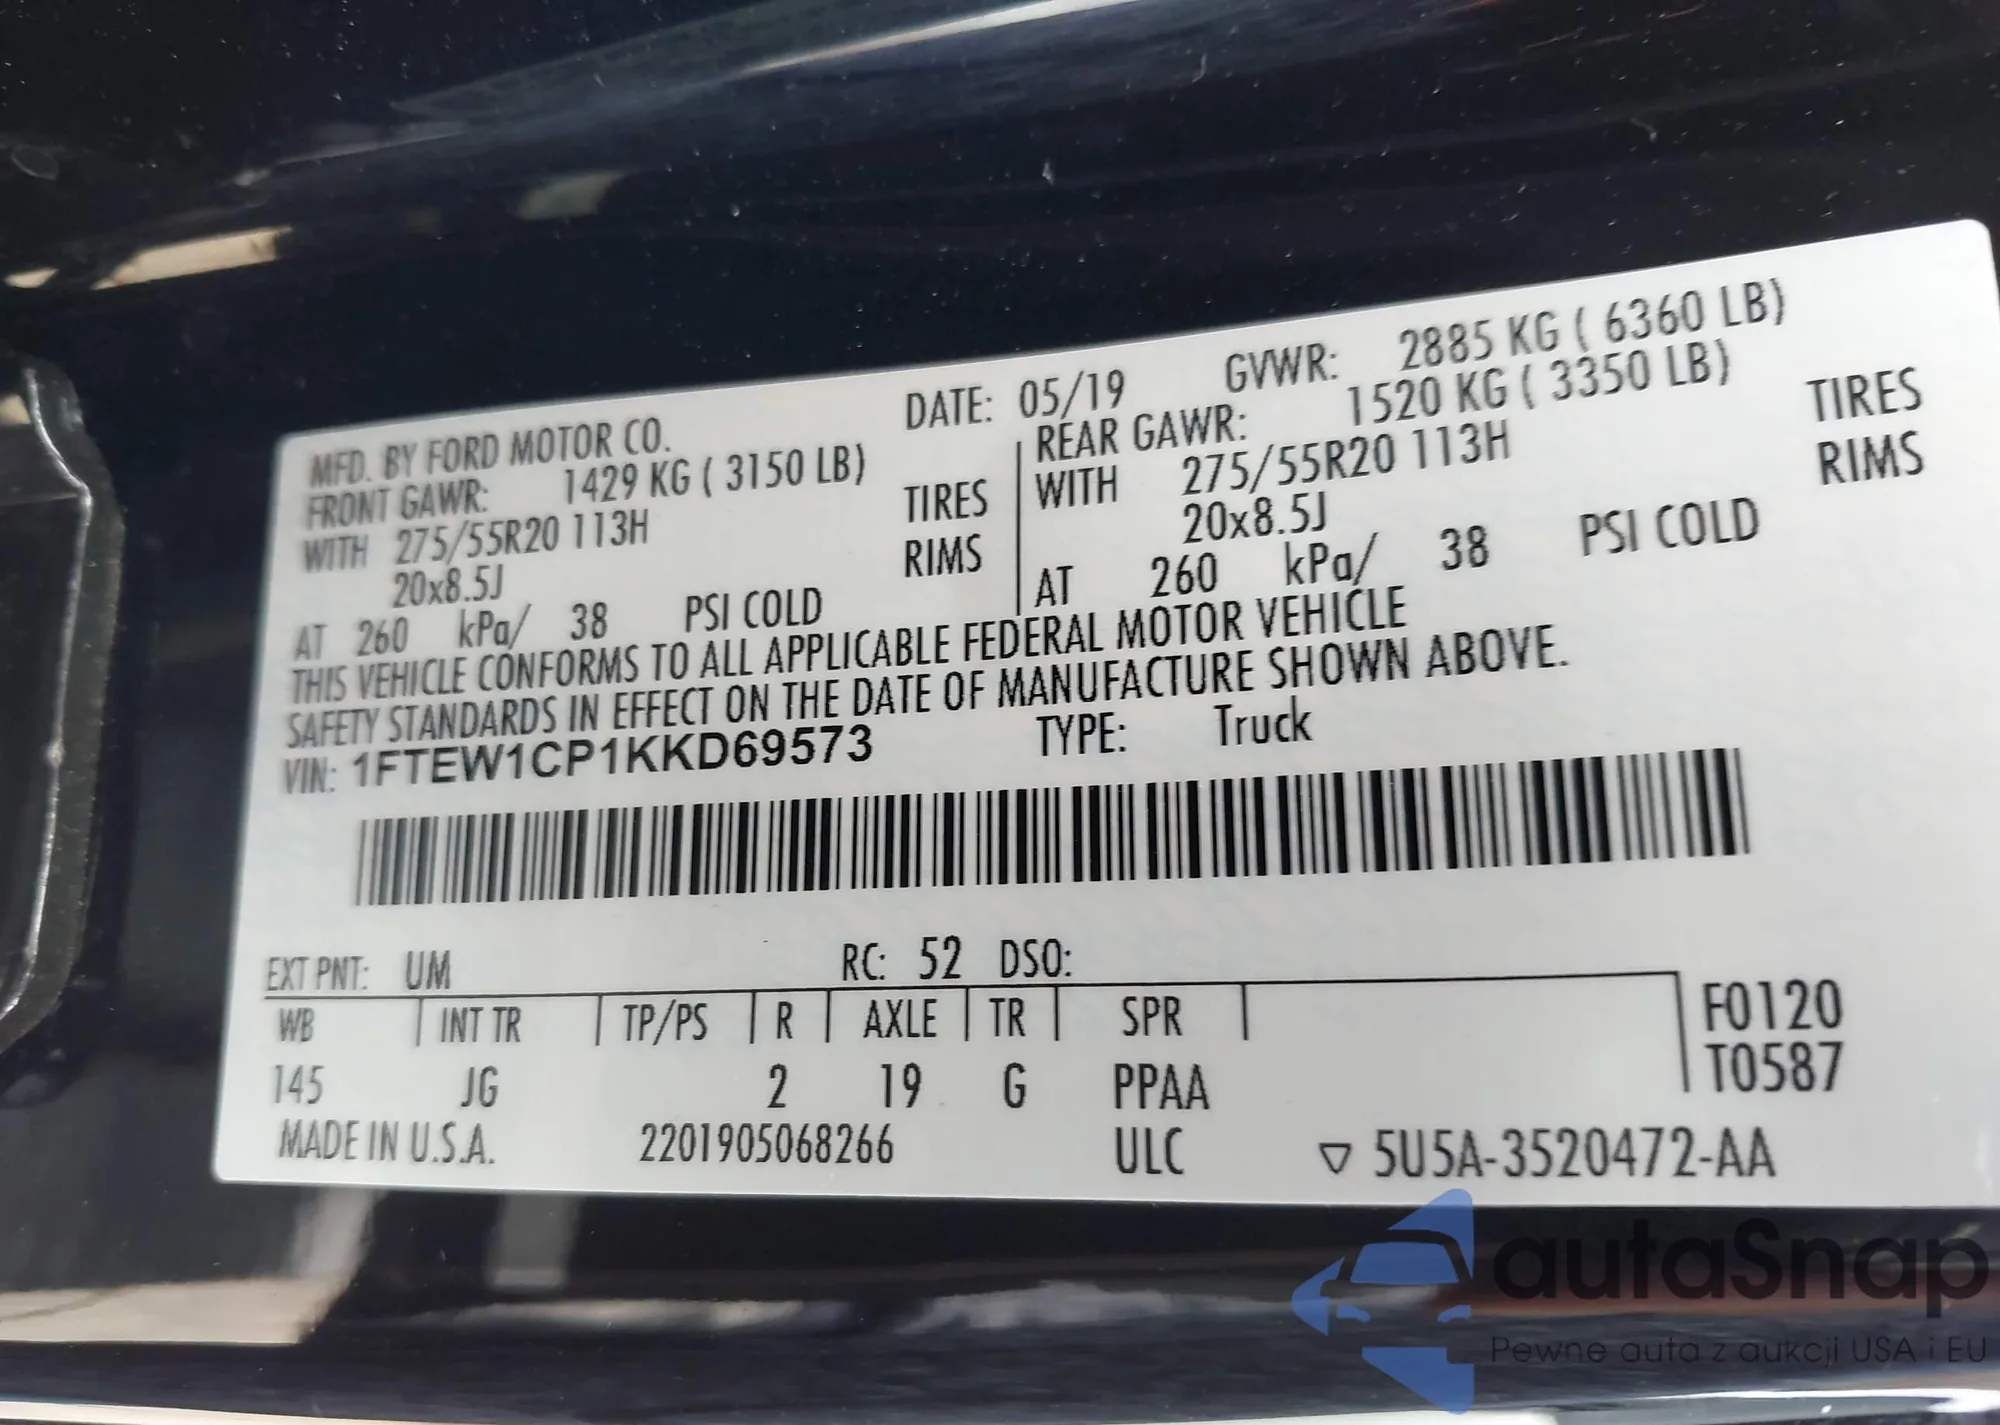 MFD. BY FORD MOTOR CO. DATE: 05/19 GVWR: 2885 KG ( 6360 LB)
FRONT GAWR: 1429 KG ( 3150 LB) REAR GAWR: 1520 KG ( 3350 LB)
WITH 275/55R20 113H TIRES WITH 275/55R20 113H TIRES
20x8.5J RIMS 20x8.5J RIMS
AT 260 kPa/ 38 PSI COLD AT 260 kPa/ 38 PSI COLD
THIS VEHICLE CONFORMS TO ALL APPLICABLE FEDERAL MOTOR VEHICLE
SAFETY STANDARDS IN EFFECT ON THE DATE OF MANUFACTURE SHOWN ABOVE.
VIN: 1FTEW1CP1KKD69573 TYPE: Truck
EXT PNT: UM RC: 52 DSO:
WB INT TR TP/PS R AXLE TR SPR F0120
145 JG 2 19 G PPAA T0587
MADE IN U.S.A. 2201905068266 ULC ▽ 5U5A-3520472-AA
autaSnap
Pewne auta z aukcji USA i EU